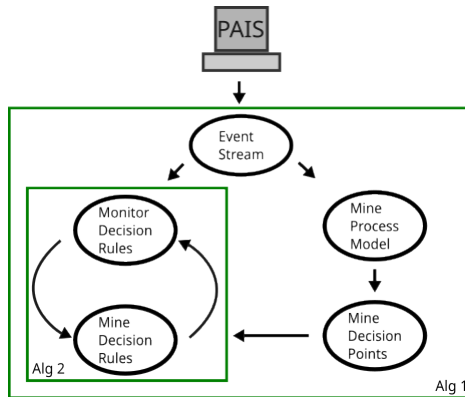 PAIS
Event
Stream
Monitor
Decision
Rules
Mine
Process
Model
Mine
Decision
Rules
Mine
Decision
Points
Alg 2
Alg 1